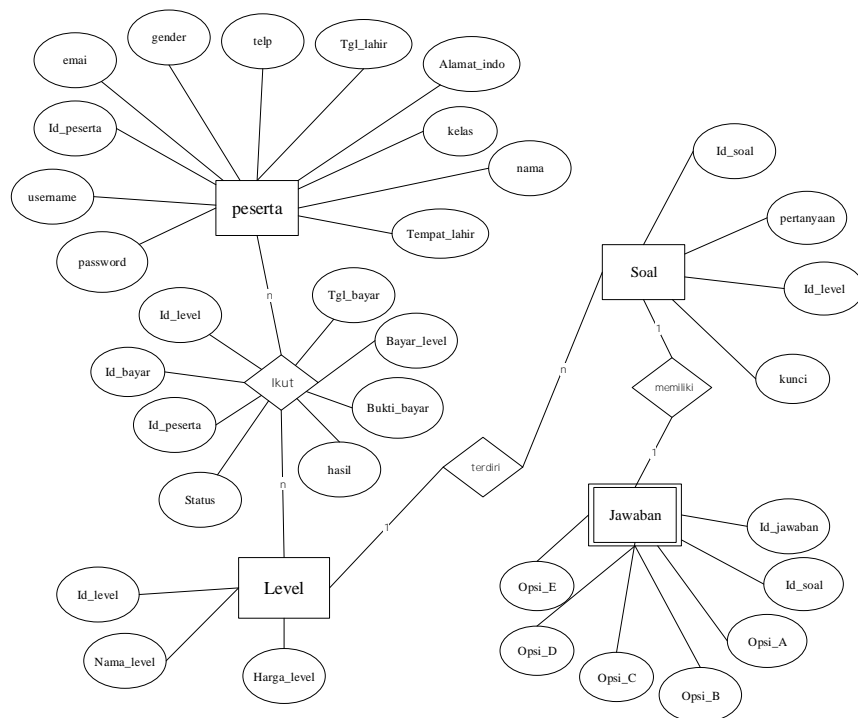 gender
telp
Tgl_lahir
emai
Alamat_indo
Id_peserta
kelas
nama
username
peserta
Tempat_lahir
password
Id_soal
pertanyaan
Soal
Id_level
kunci
n
Tgl_bayar
Id_level
Bayar_level
Id_bayar
Ikut
Id_peserta
Bukti_bayar
hasil
Status
n
1
memiliki
1
n
terdiri
1
Level
Id_level
Nama_level
Harga_level
Jawaban
Id_jawaban
Id_soal
Opsi_E
Opsi_D
Opsi_C
Opsi_B
Opsi_A